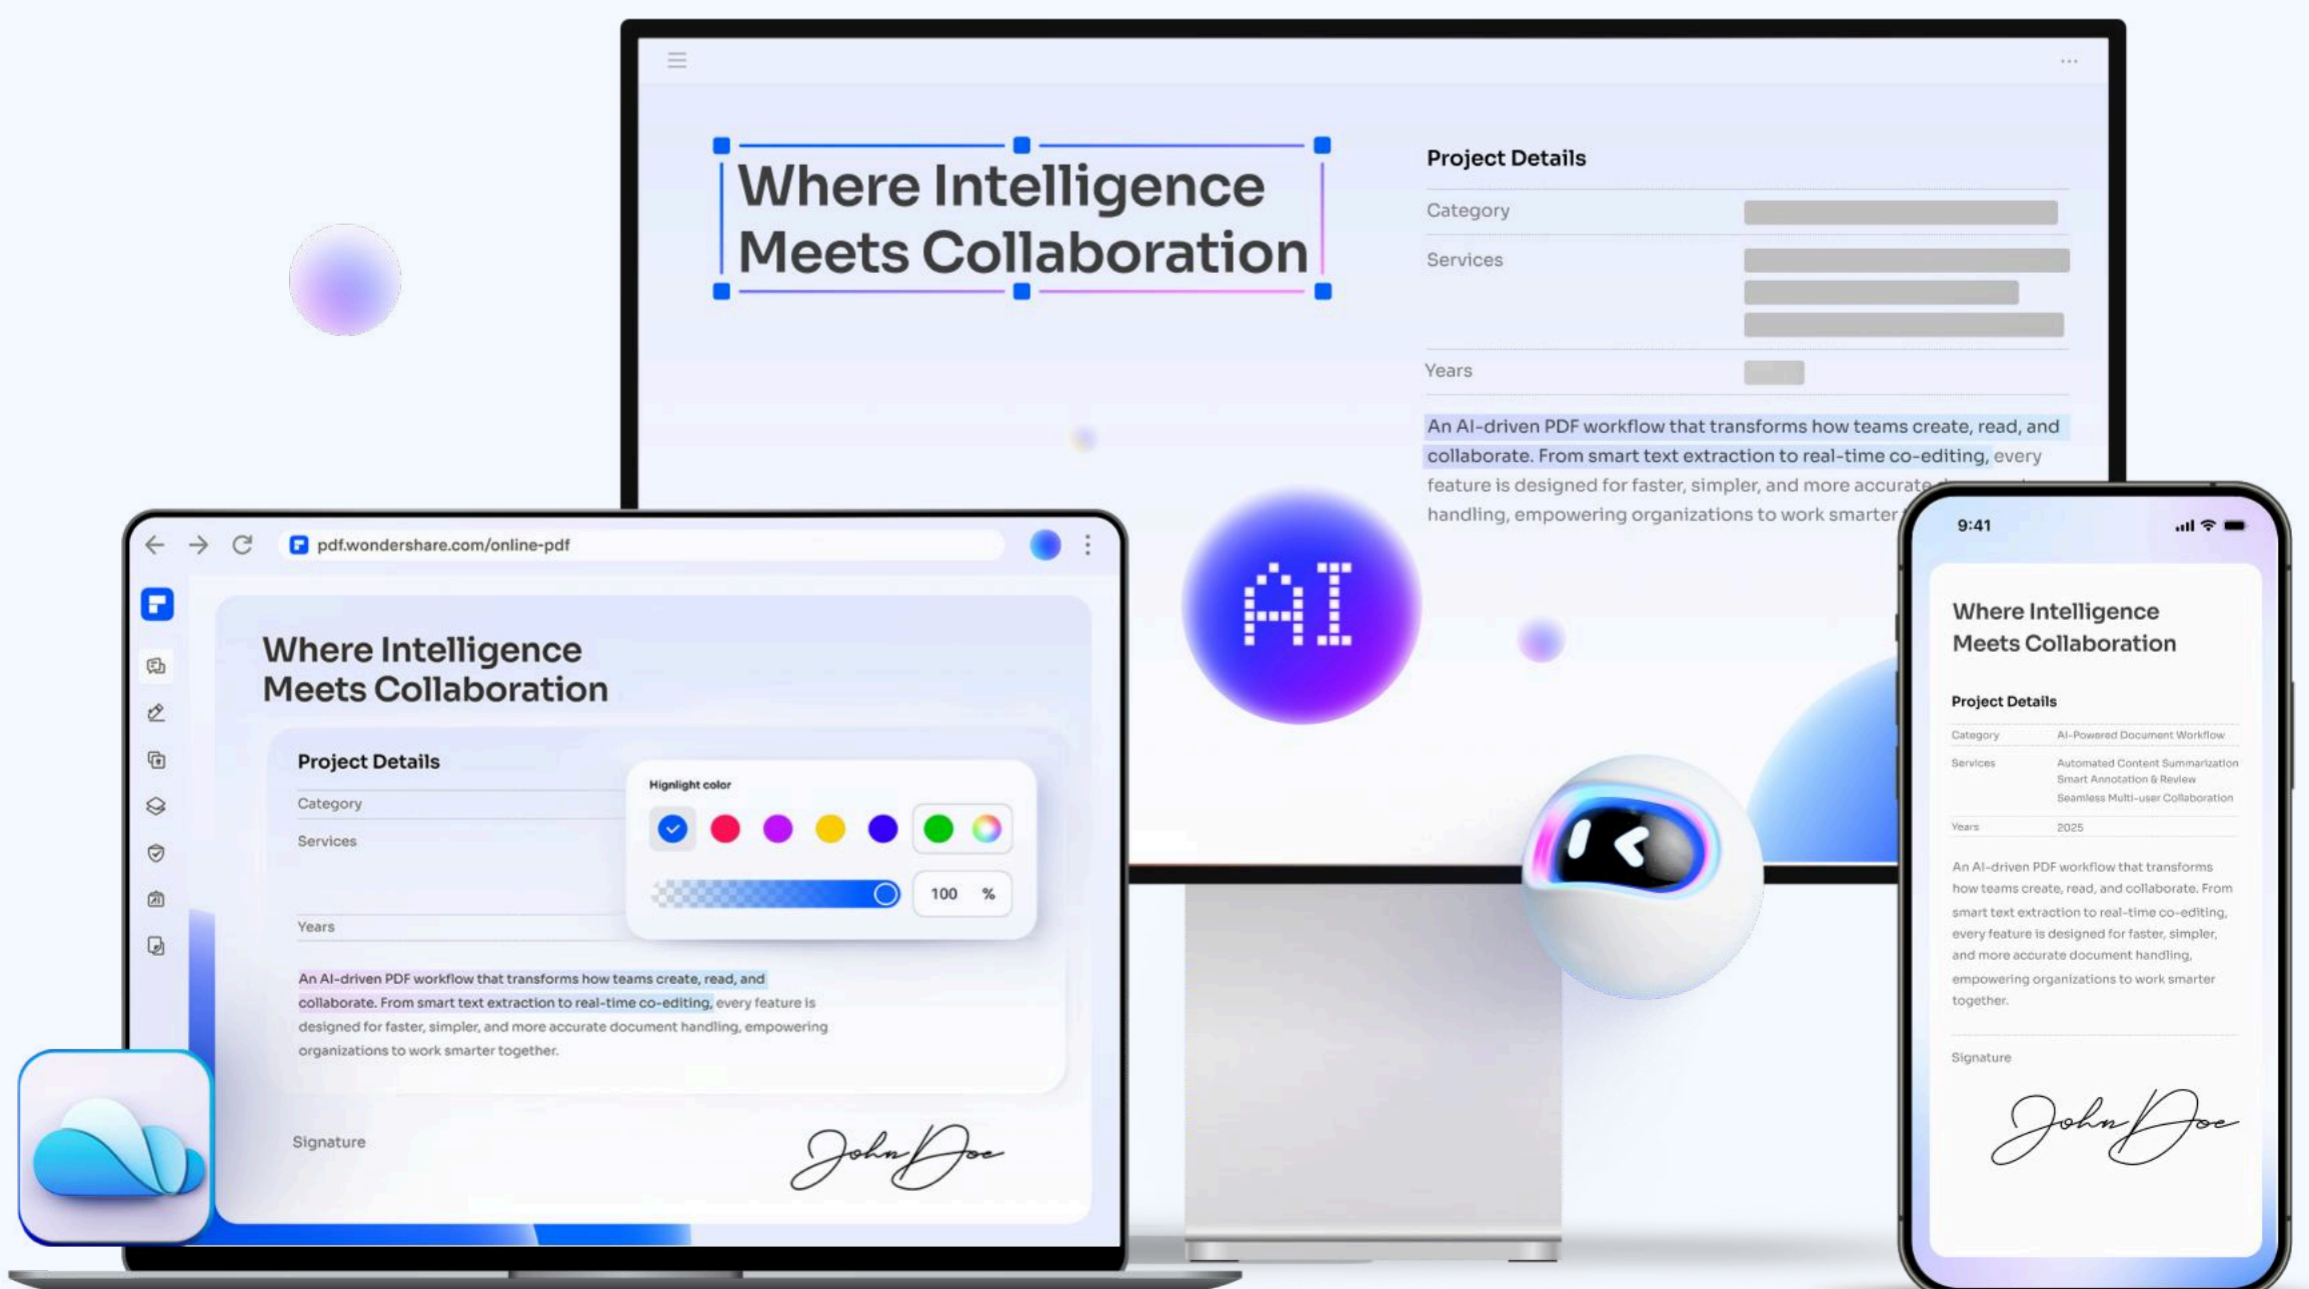 Where Intelligence
Meets Collaboration
Project Details
Category
Services
Years
An AI-driven PDF workflow that transforms how teams create, read, and
collaborate. From smart text extraction to real-time co-editing, every
feature is designed for faster, simpler, and more accurate
handling, empowering organizations to work smarter
AI
pdf.wondershare.com/online-pdf
Where Intelligence
Meets Collaboration
Project Details
Category
Services
Years
Hignlight color
100 %
An AI-driven PDF workflow that transforms how teams create, read, and
collaborate. From smart text extraction to real-time co-editing, every feature is
designed for faster, simpler, and more accurate document handling, empowering
organizations to work smarter together.
Signature
John Doe
9:41
Where Intelligence
Meets Collaboration
Project Details
Category AI-Powered Document Workflow
Services Automated Content Summarization
Smart Annotation & Review
Seamless Multi-user Collaboration
Years 2025
An AI-driven PDF workflow that transforms
how teams create, read, and collaborate. From
smart text extraction to real-time co-editing,
every feature is designed for faster, simpler,
and more accurate document handling,
empowering organizations to work smarter
together.
Signature
John Doe